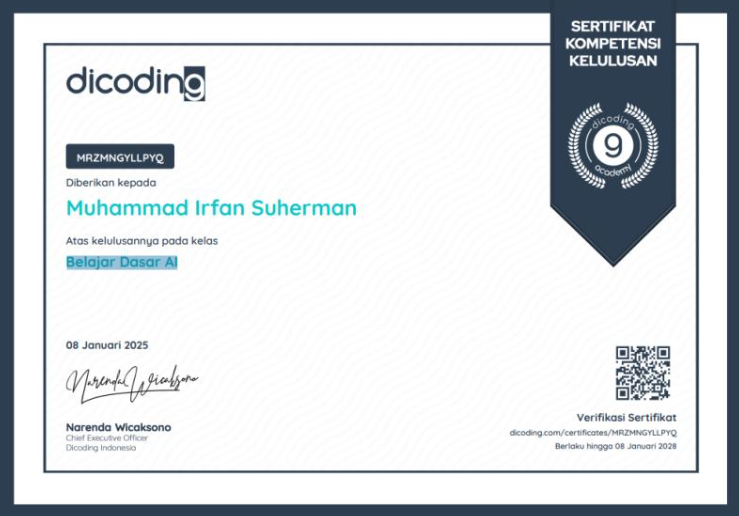 SERTIFIKAT
KOMPETENSI
KELULUSAN
dicoding
dicoding
9
academy
MRZMNGYLLPYQ
Diberikan kepada
Muhammad Irfan Suherman
Atas kelulusannya pada kelas
Belajar Dasar AI
08 Januari 2025
Narenda Wicaksono
Narenda Wicaksono
Chief Executive Officer
Dicoding Indonesia
Verifikasi Sertifikat
dicoding.com/certificates/MRZMNGYLLPYQ
Berlaku hingga 08 Januari 2028